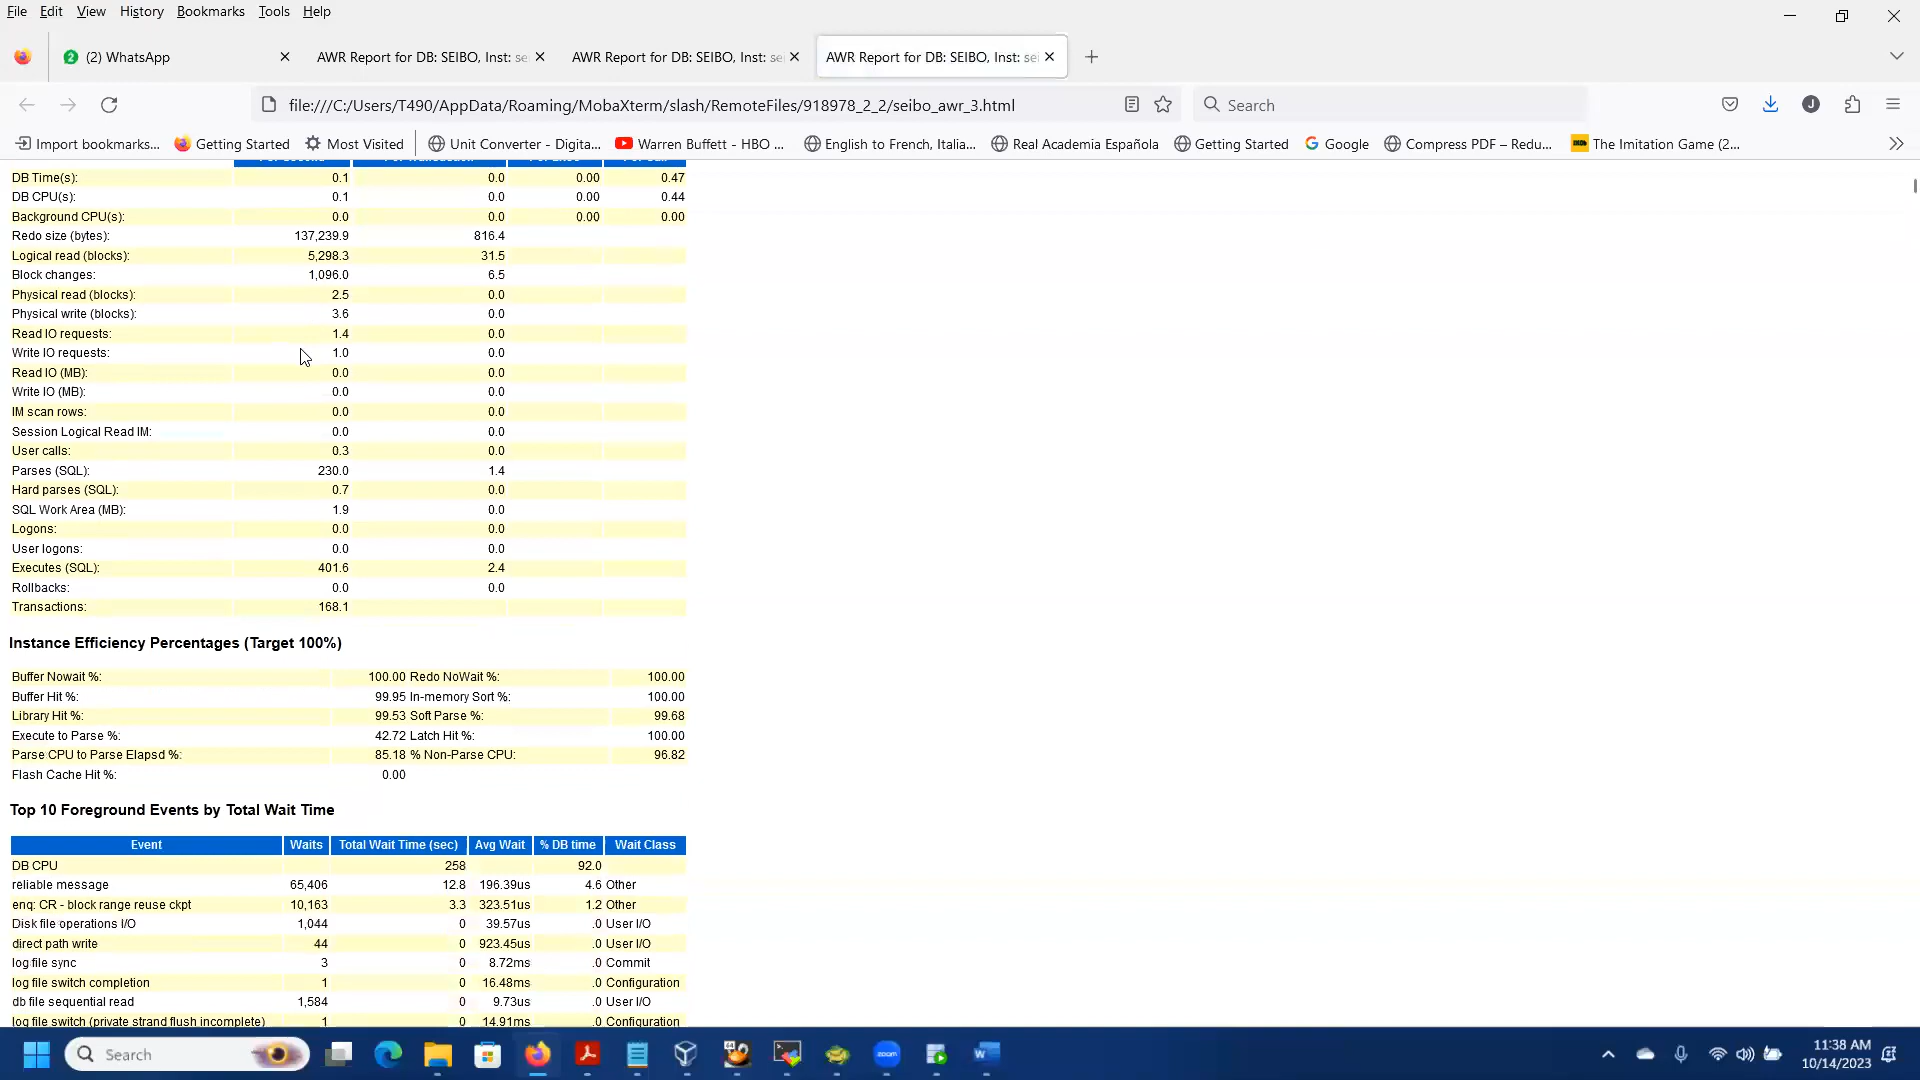 File Edit View History Bookmarks Tools Help
(2) WhatsApp AWR Report for DB: SEIBO, Inst: se AWR Report for DB: SEIBO, Inst: se AWR Report for DB: SEIBO, Inst: se
file:///C:/Users/T490/AppData/Roaming/MobaXterm/slash/RemoteFiles/918978_2_2/seibo_awr_3.html Search
Import bookmarks... Getting Started Most Visited Unit Converter - Digita... Warren Buffett - HBO ... English to French, Italia... Real Academia Española Getting Started Google Compress PDF – Redu... The Imitation Game (2...
DB Time(s): 0.1 0.0 0.00 0.47
DB CPU(s): 0.1 0.0 0.00 0.44
Background CPU(s): 0.0 0.0 0.00 0.00
Redo size (bytes): 137,239.9 816.4
Logical read (blocks): 5,298.3 31.5
Block changes: 1,096.0 6.5
Physical read (blocks): 2.5 0.0
Physical write (blocks): 3.6 0.0
Read IO requests: 1.4 0.0
Write IO requests: 1.0 0.0
Read IO (MB): 0.0 0.0
Write IO (MB): 0.0 0.0
IM scan rows: 0.0 0.0
Session Logical Read IM: 0.0 0.0
User calls: 0.3 0.0
Parses (SQL): 230.0 1.4
Hard parses (SQL): 0.7 0.0
SQL Work Area (MB): 1.9 0.0
Logons: 0.0 0.0
User logons: 0.0 0.0
Executes (SQL): 401.6 2.4
Rollbacks: 0.0 0.0
Transactions: 168.1
Instance Efficiency Percentages (Target 100%)
Buffer Nowait %: 100.00 Redo NoWait %: 100.00
Buffer Hit %: 99.95 In-memory Sort %: 100.00
Library Hit %: 99.53 Soft Parse %: 99.68
Execute to Parse %: 42.72 Latch Hit %: 100.00
Parse CPU to Parse Elapsd %: 85.18 % Non-Parse CPU: 96.82
Flash Cache Hit %: 0.00
Top 10 Foreground Events by Total Wait Time
Event Waits Total Wait Time (sec) Avg Wait % DB time Wait Class
DB CPU 258 92.0
reliable message 65,406 12.8 196.39us 4.6 Other
enq: CR - block range reuse ckpt 10,163 3.3 323.51us 1.2 Other
Disk file operations I/O 1,044 0 39.57us .0 User I/O
direct path write 44 0 923.45us .0 User I/O
log file sync 3 0 8.72ms .0 Commit
log file switch completion 1 0 16.48ms .0 Configuration
db file sequential read 1,584 0 9.73us .0 User I/O
log file switch (private strand flush incomplete) 1 0 14.91ms .0 Configuration
Search
zoom
11:38 AM
10/14/2023